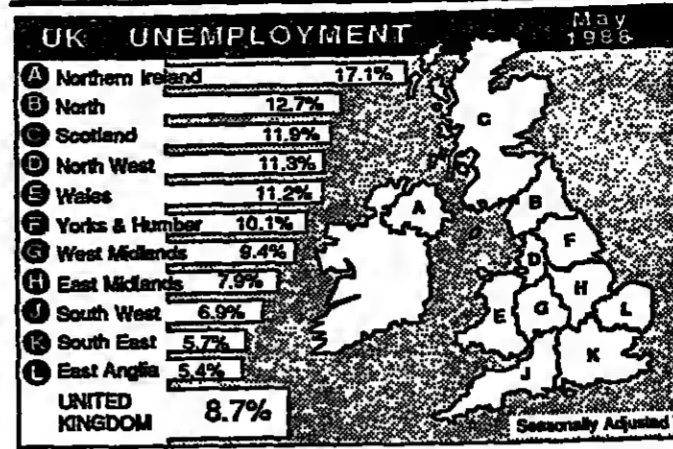 UK UNEMPLOYMENT
May
1988
A Northern Ireland 17.1%
B North 12.7%
C Scotland 11.9%
D North West 11.3%
E Wales 11.2%
F Yorks & Humber 10.1%
G West Midlands 9.4%
H East Midlands 7.9%
J South West 6.9%
K South East 5.7%
L East Anglia 5.4%
UNITED
KINGDOM 8.7%
C
A
B
F
D
H
E
G
L
K
J
Seasonally Adjusted